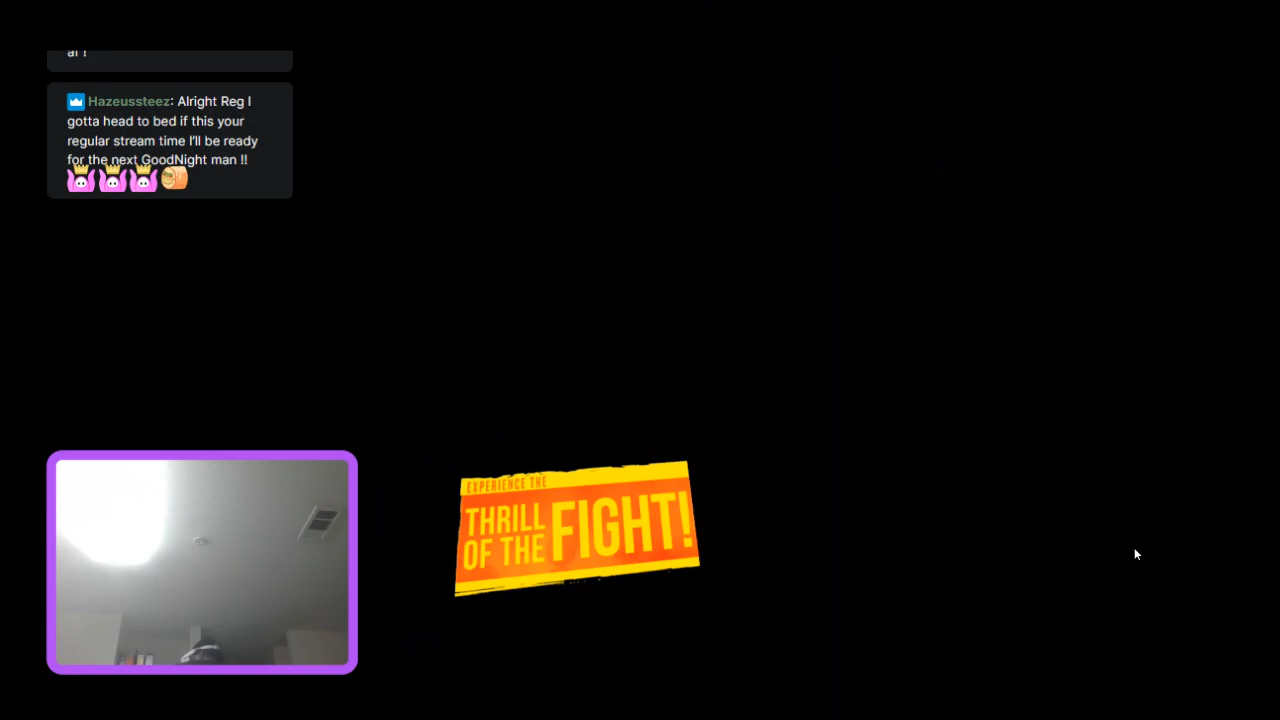 Hazeussteez: Alright Reg I
gotta head to bed if this your
regular stream time I'll be ready
for the next GoodNight man !!
EXPERIENCE THE
THRILL
OF THE
FIGHT!